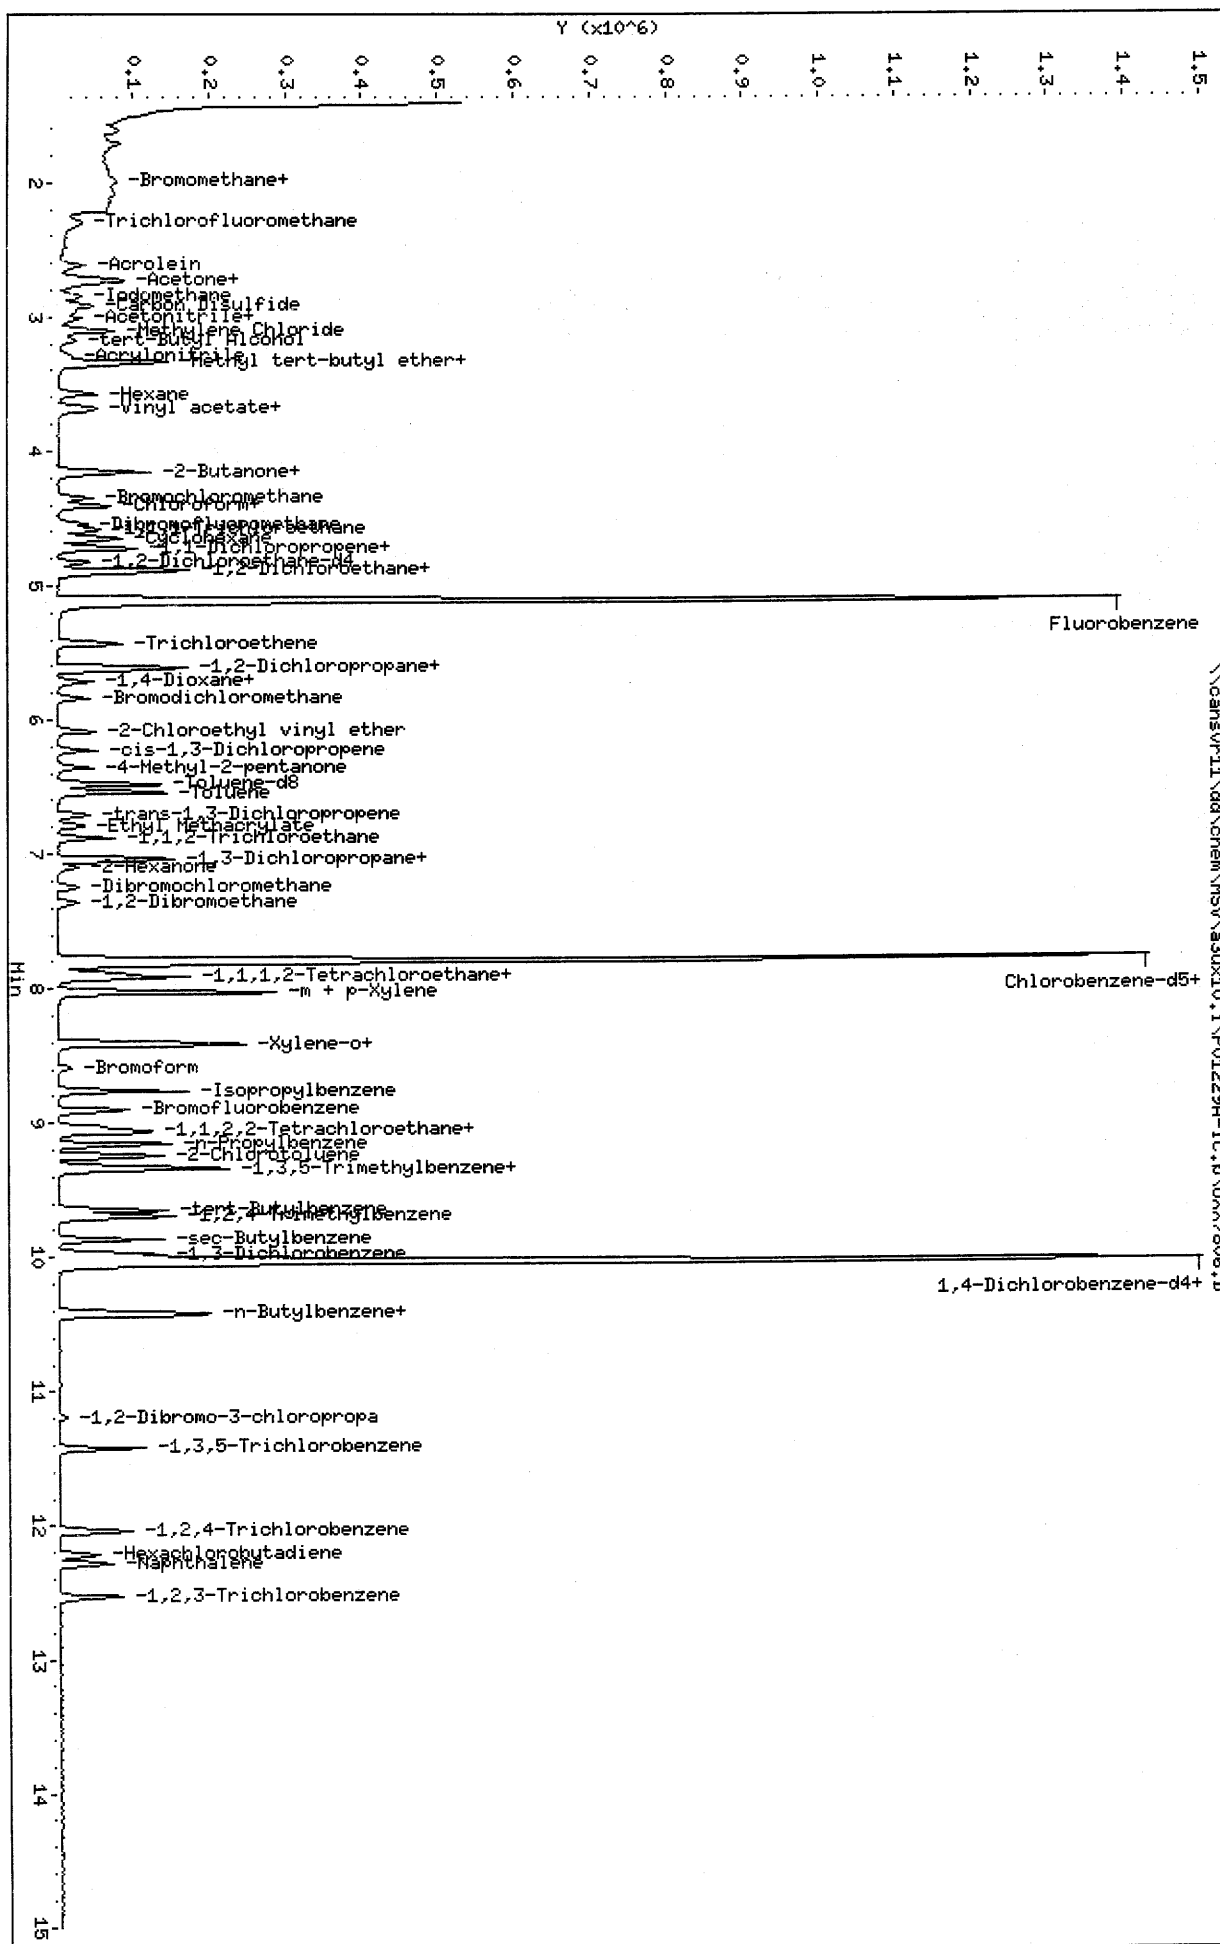 Y (x10^6)
0.1
0.2
0.3
0.4
0.5
0.6
0.7
0.8
0.9
1.0
1.1
1.2
1.3
1.4
1.5
2
3
4
5
6
7
8
9
10
11
12
13
14
15
Min
-Bromomethane+
-Trichlorofluoromethane
-Acrolein
-Acetone+
-Iodomethane
-Carbon Disulfide
-Acetonitrile+
-Methylene Chloride
-tert-Butyl Alcohol
-Acrylonitrile
-Methyl tert-butyl ether+
-Hexane
-Vinyl acetate+
-2-Butanone+
-Bromochloromethane
-Chloroform+
-Dibromofluoromethane
-1,1,1-Trichloroethane
-Cyclohexane
-1,1-Dichloropropene+
-1,2-Dichloroethane-d4
-1,2-Dichloroethane+
Fluorobenzene
-Trichloroethene
-1,2-Dichloropropane+
-1,4-Dioxane+
-Bromodichloromethane
-2-Chloroethyl vinyl ether
-cis-1,3-Dichloropropene
-4-Methyl-2-pentanone
-Toluene-d8
-Toluene
-trans-1,3-Dichloropropene
-Ethyl Methacrylate
-1,1,2-Trichloroethane
-1,3-Dichloropropane+
-2-Hexanone
-Dibromochloromethane
-1,2-Dibromoethane
Chlorobenzene-d5+
-1,1,1,2-Tetrachloroethane+
-m + p-Xylene
-Xylene-o+
-Bromoform
-Isopropylbenzene
-Bromofluorobenzene
-1,1,2,2-Tetrachloroethane+
-n-Propylbenzene
-2-Chlorotoluene
-1,3,5-Trimethylbenzene+
-tert-Butylbenzene
-1,2,4-Trimethylbenzene
-sec-Butylbenzene
-1,3-Dichlorobenzene
1,4-Dichlorobenzene-d4+
-n-Butylbenzene+
-1,2-Dibromo-3-chloropropa
-1,3,5-Trichlorobenzene
-1,2,4-Trichlorobenzene
-Hexachlorobutadiene
-Naphthalene
-1,2,3-Trichlorobenzene